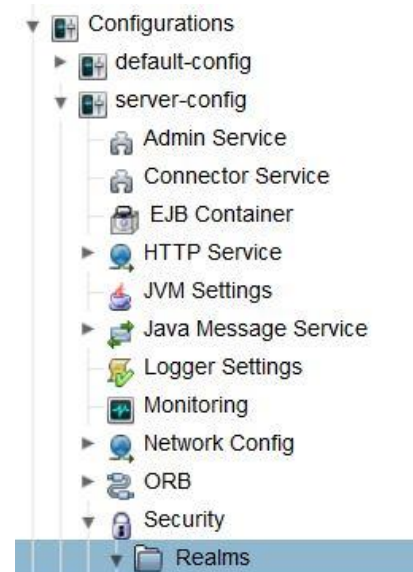 Configurations
default-config
server-config
Admin Service
Connector Service
EJB Container
HTTP Service
JVM Settings
Java Message Service
Logger Settings
Monitoring
Network Config
ORB
Security
Realms